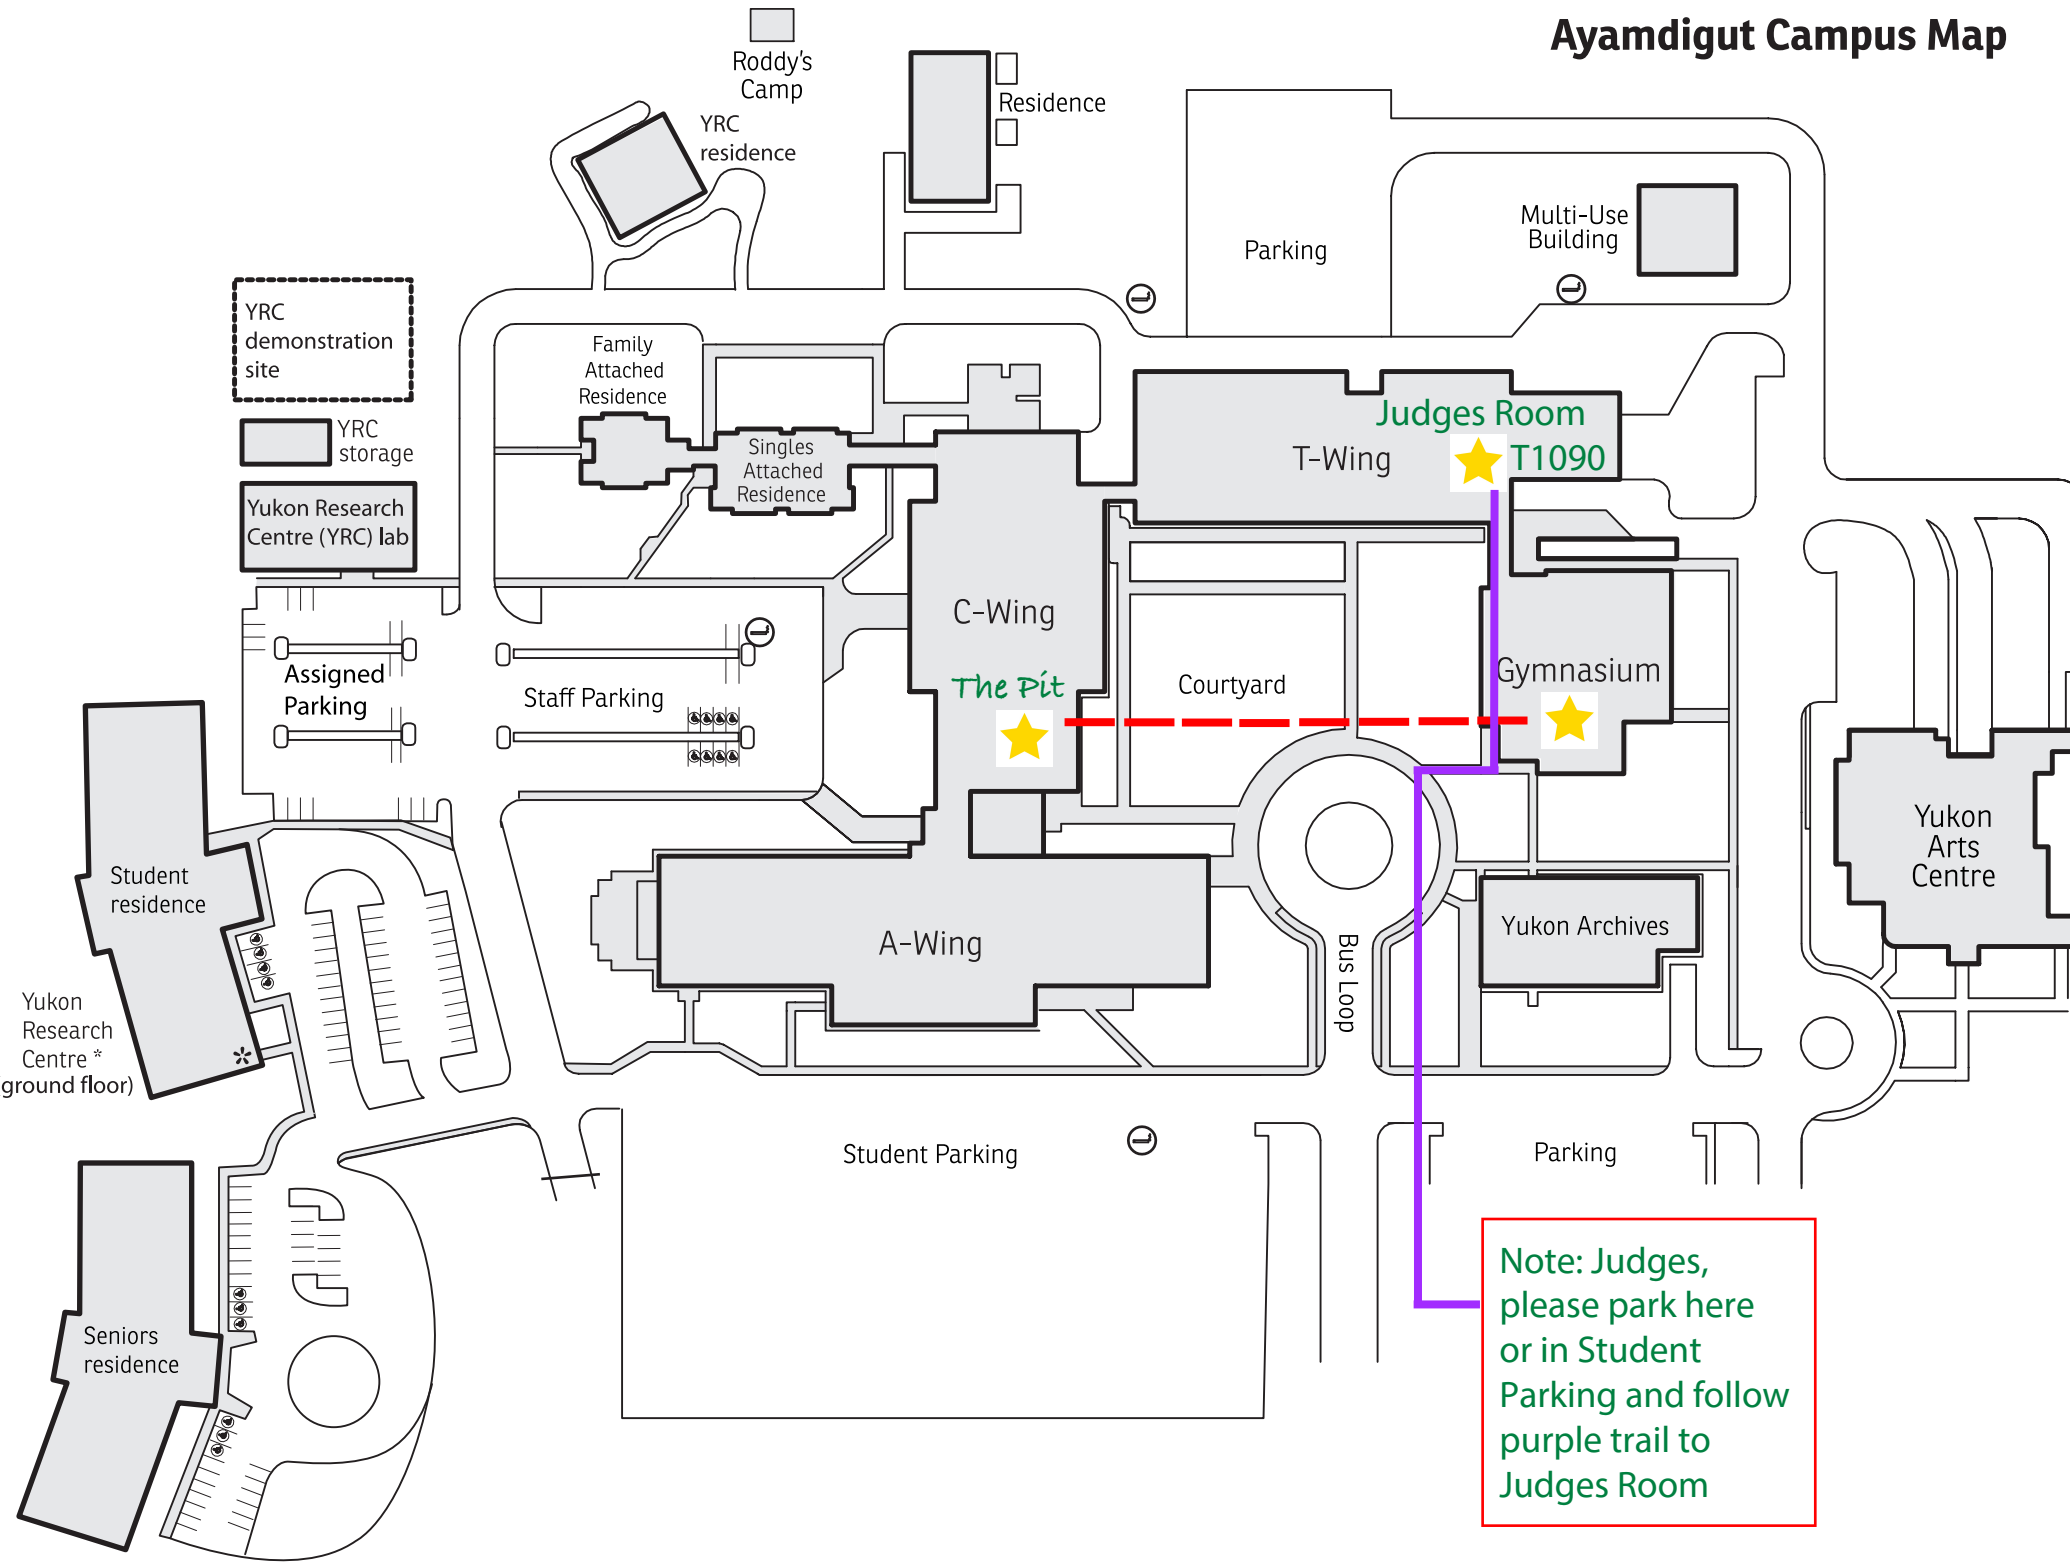 Ayamdigut Campus Map
Roddy's
Camp
YRC
residence
Residence
Parking
Multi-Use
Building
YRC
demonstration
site
YRC
storage
Yukon Research
Centre (YRC) lab
Family
Attached
Residence
Singles
Attached
Residence
Judges Room
T-Wing
T1090
C-Wing
The Pit
Courtyard
Gymnasium
Assigned
Parking
Staff Parking
Student
residence
Yukon
Research
Centre *
ground floor)
*
A-Wing
Bus Loop
Yukon Archives
Yukon
Arts
Centre
Student Parking
Parking
Seniors
residence
Note: Judges,
please park here
or in Student
Parking and follow
purple trail to
Judges Room